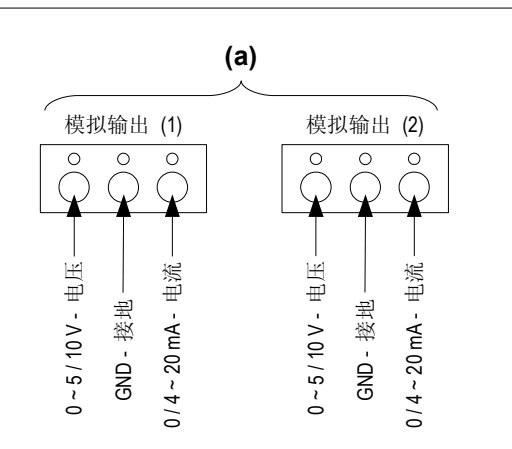 (a)
模拟输出 (1)
模拟输出 (2)
0 ~ 5 / 10 V - 电压
GND - 接地
0 / 4 ~ 20 mA - 电流
0 ~ 5 / 10 V - 电压
GND - 接地
0 / 4 ~ 20 mA - 电流